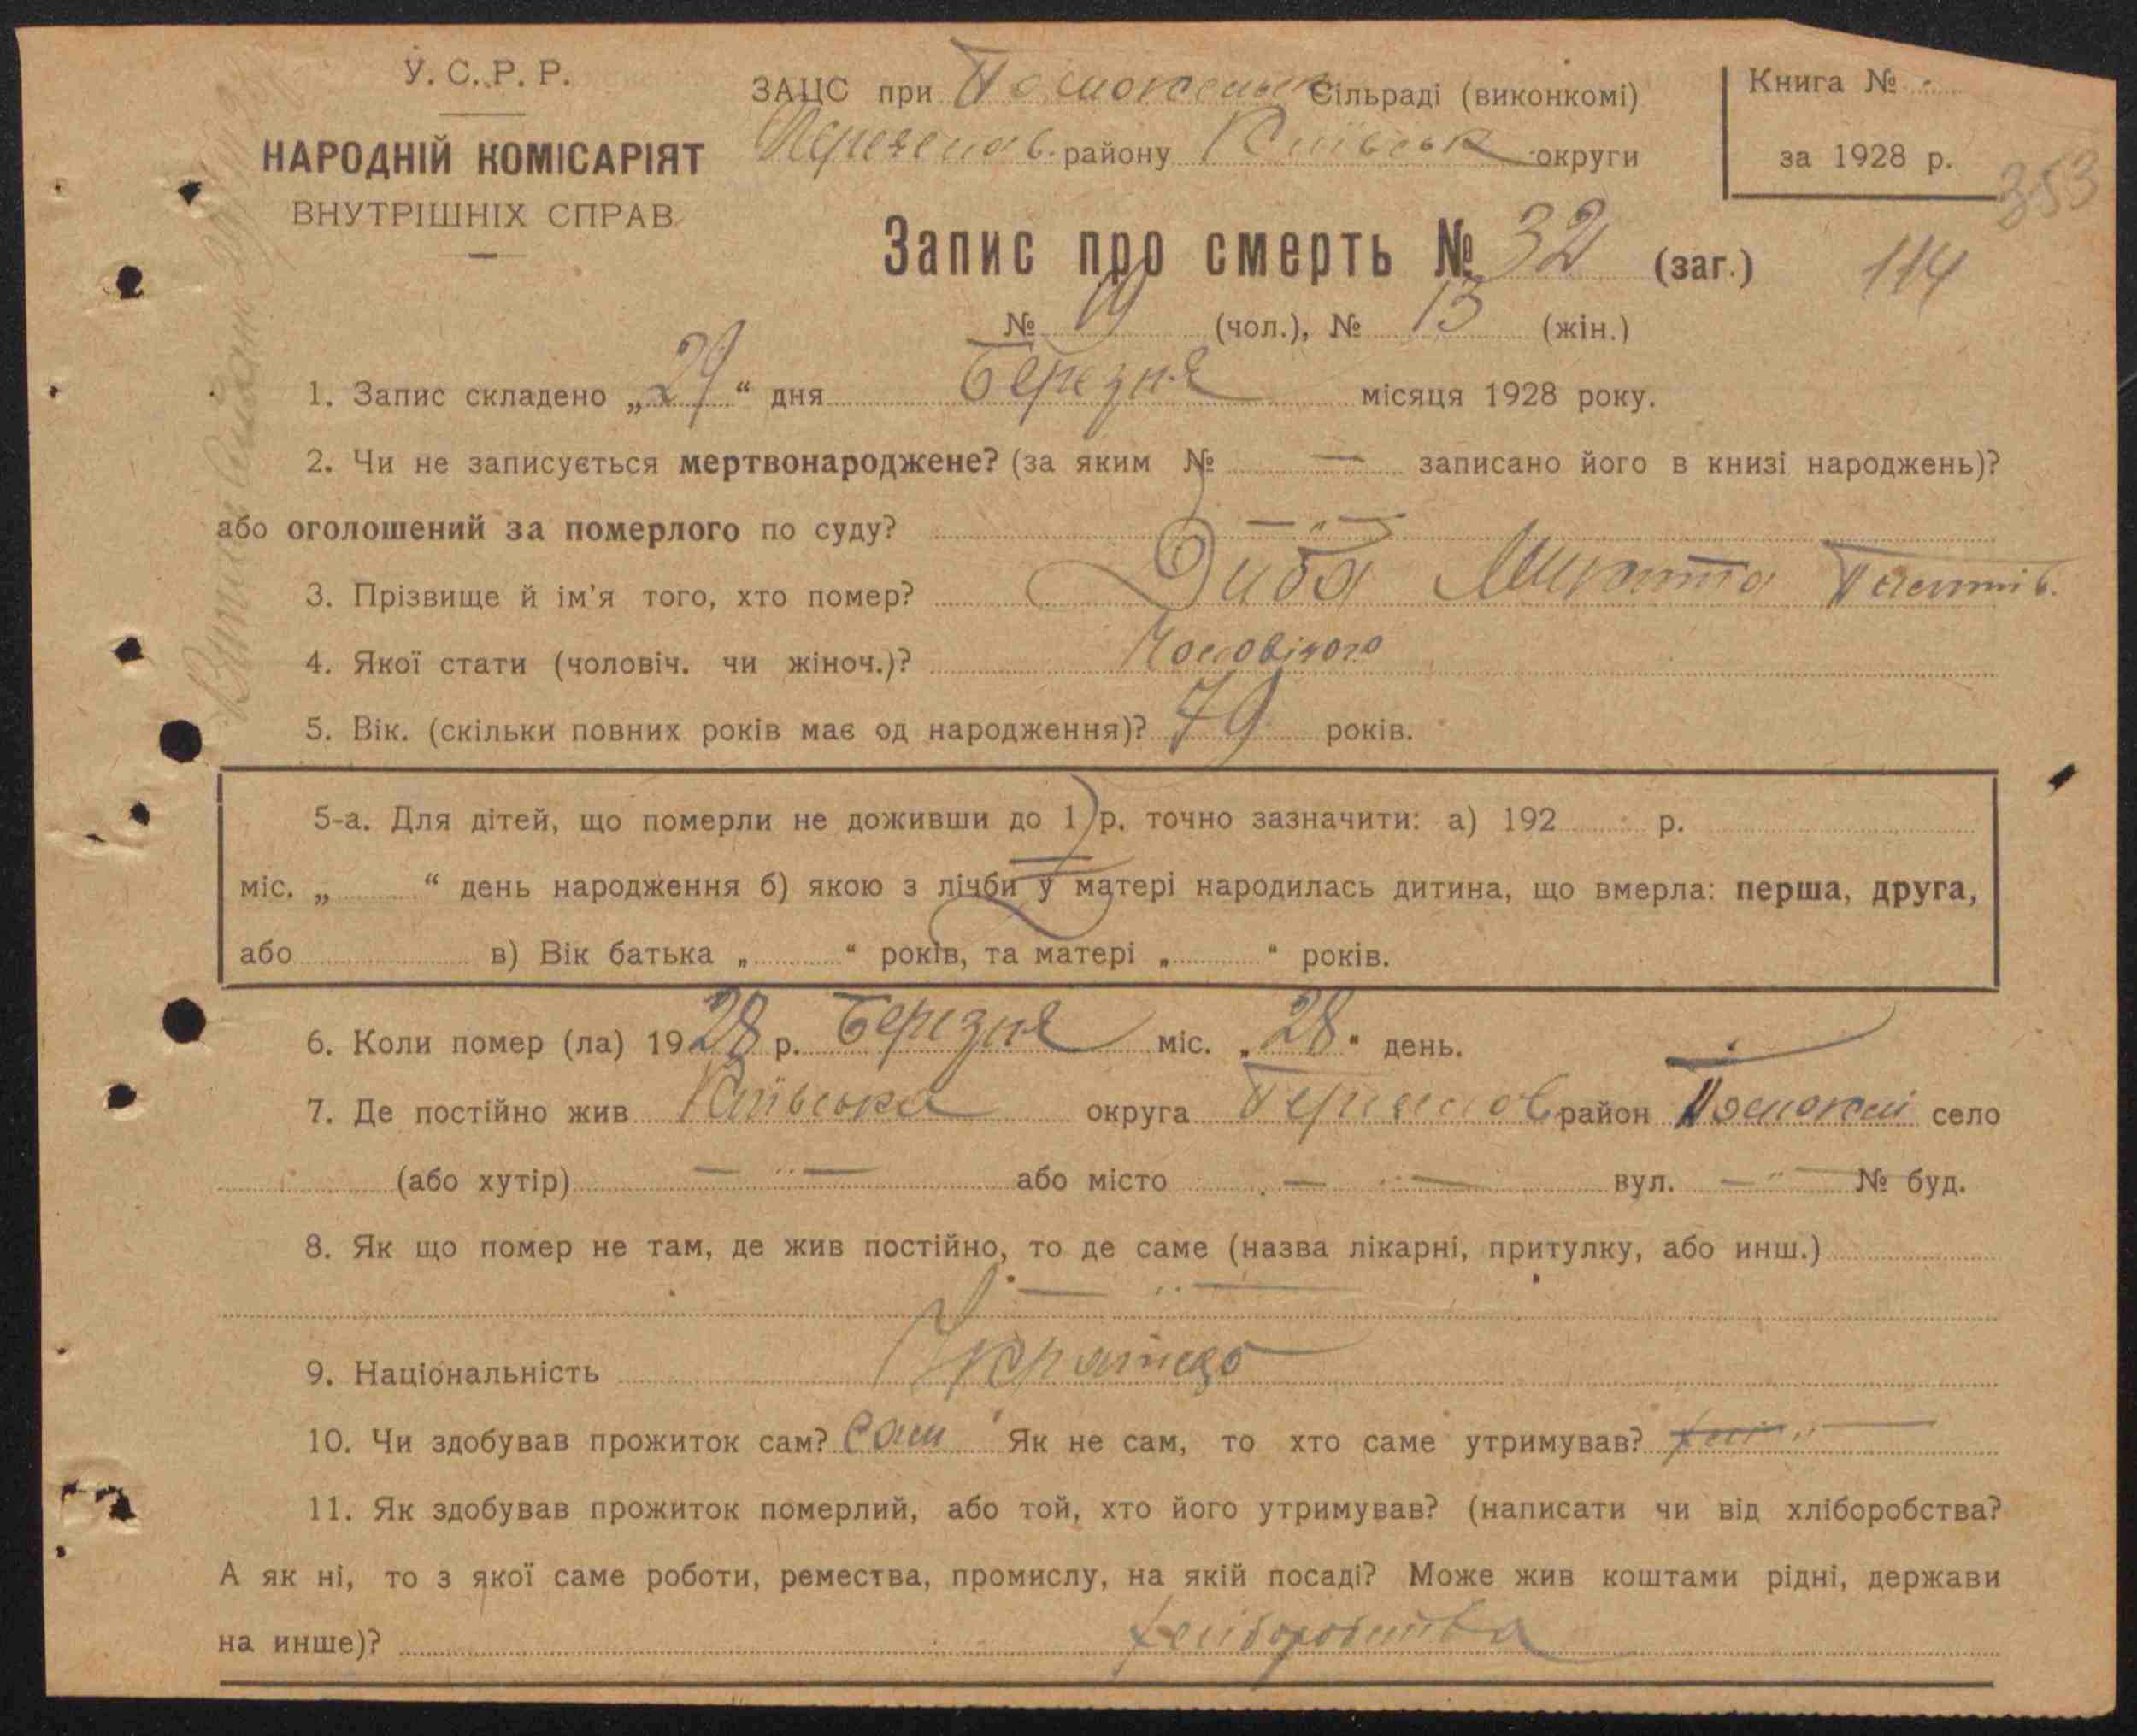 У.С.Р.Р.
НАРОДНІЙ КОМІСАРІЯТ
ВНУТРІШНІХ СПРАВ
ЗАЦС при Сільраді (виконкомі)
району Київськ округи
Книга №
за 1928 р.
353
Запис про смерть № 32 (заг.)
114
№ 19 (чол.), № 13 (жін.)
1. Запис складено „29“ дня Березня місяця 1928 року.
2. Чи не записується мертвонароджене? (за яким № — записано його в книзі народжень)?
або оголошений за померлого по суду? — „ —
3. Прізвище й ім'я того, хто помер? Диба Микита
4. Якої стати (чоловіч. чи жіноч.)? Чоловічого
5. Вік. (скільки повних років має од народження)? 79 років.
5-а. Для дітей, що померли не доживши до 1 р. точно зазначити: а) 192 р.
міс. „ “ день народження б) якою з лічби у матері народилась дитина, що вмерла: перша, друга,
або в) Вік батька „ “ років, та матері „ “ років.
6. Коли помер (ла) 1928 р. Березня міс. „28“ день.
7. Де постійно жив Київська округа район село
(або хутір) — „ — або місто — „ — вул. — „ — № буд.
8. Як що помер не там, де жив постійно, то де саме (назва лікарні, притулку, або инш.)
— „ —
9. Національність
10. Чи здобував прожиток сам? Сам Як не сам, то хто саме утримував? „ —
11. Як здобував прожиток померлий, або той, хто його утримував? (написати чи від хліборобства?
А як ні, то з якої саме роботи, ремества, промислу, на якій посаді? Може жив коштами рідні, держави
на инше)? хліборобства